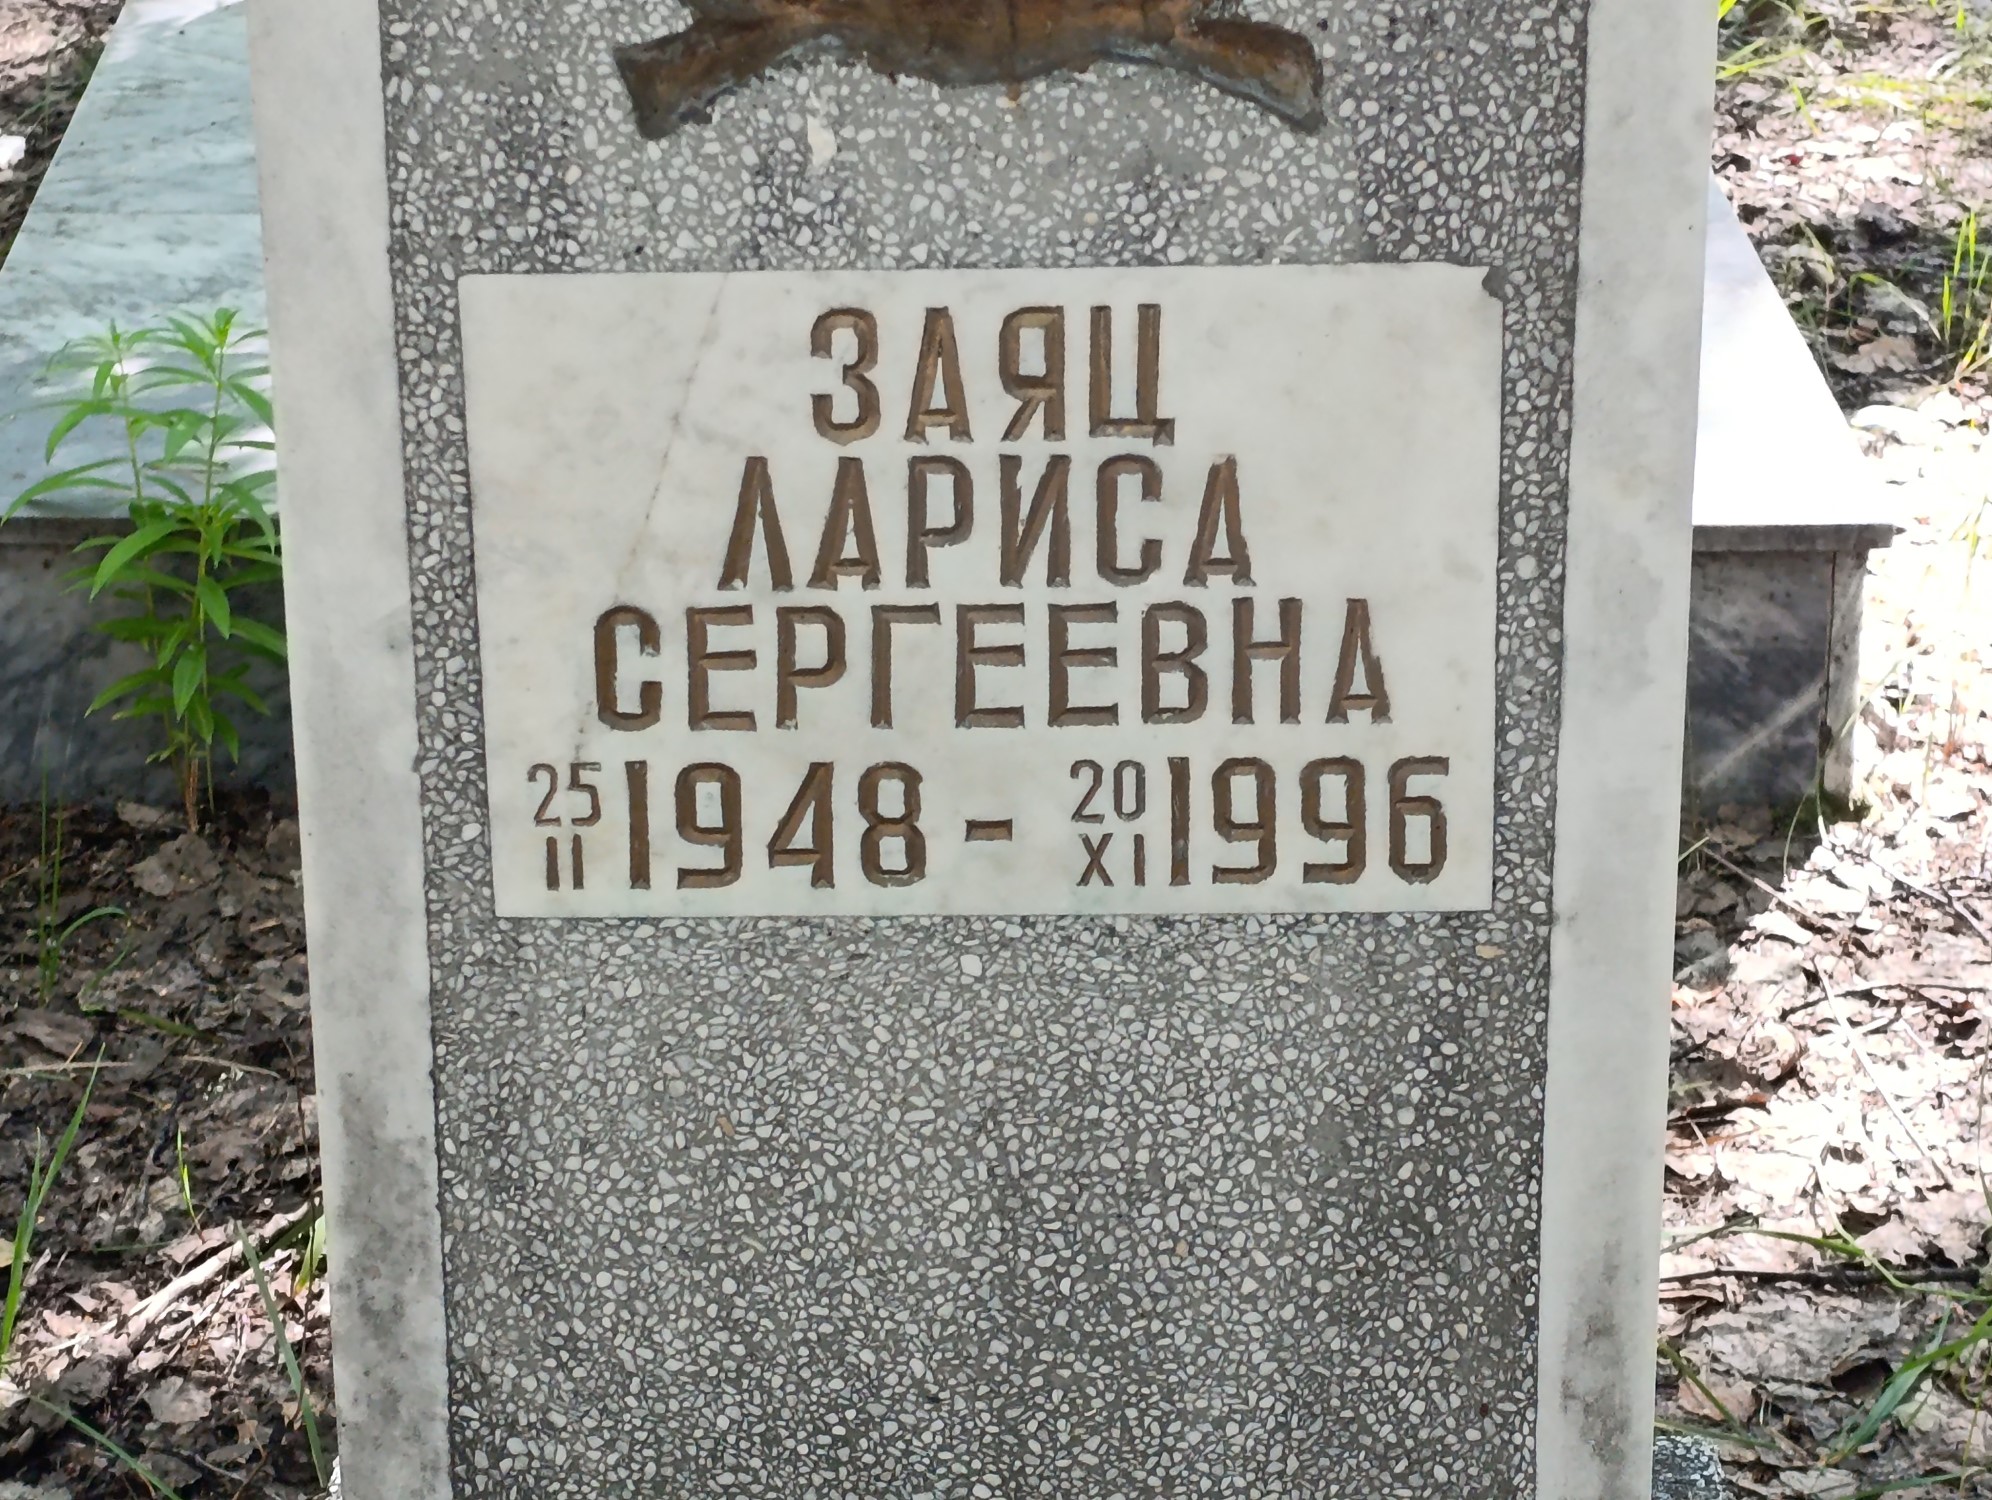 ЗАЯЦ
ЛАРИСА
СЕРГЕЕВНА
25 II 1948 - 20 XI 1996